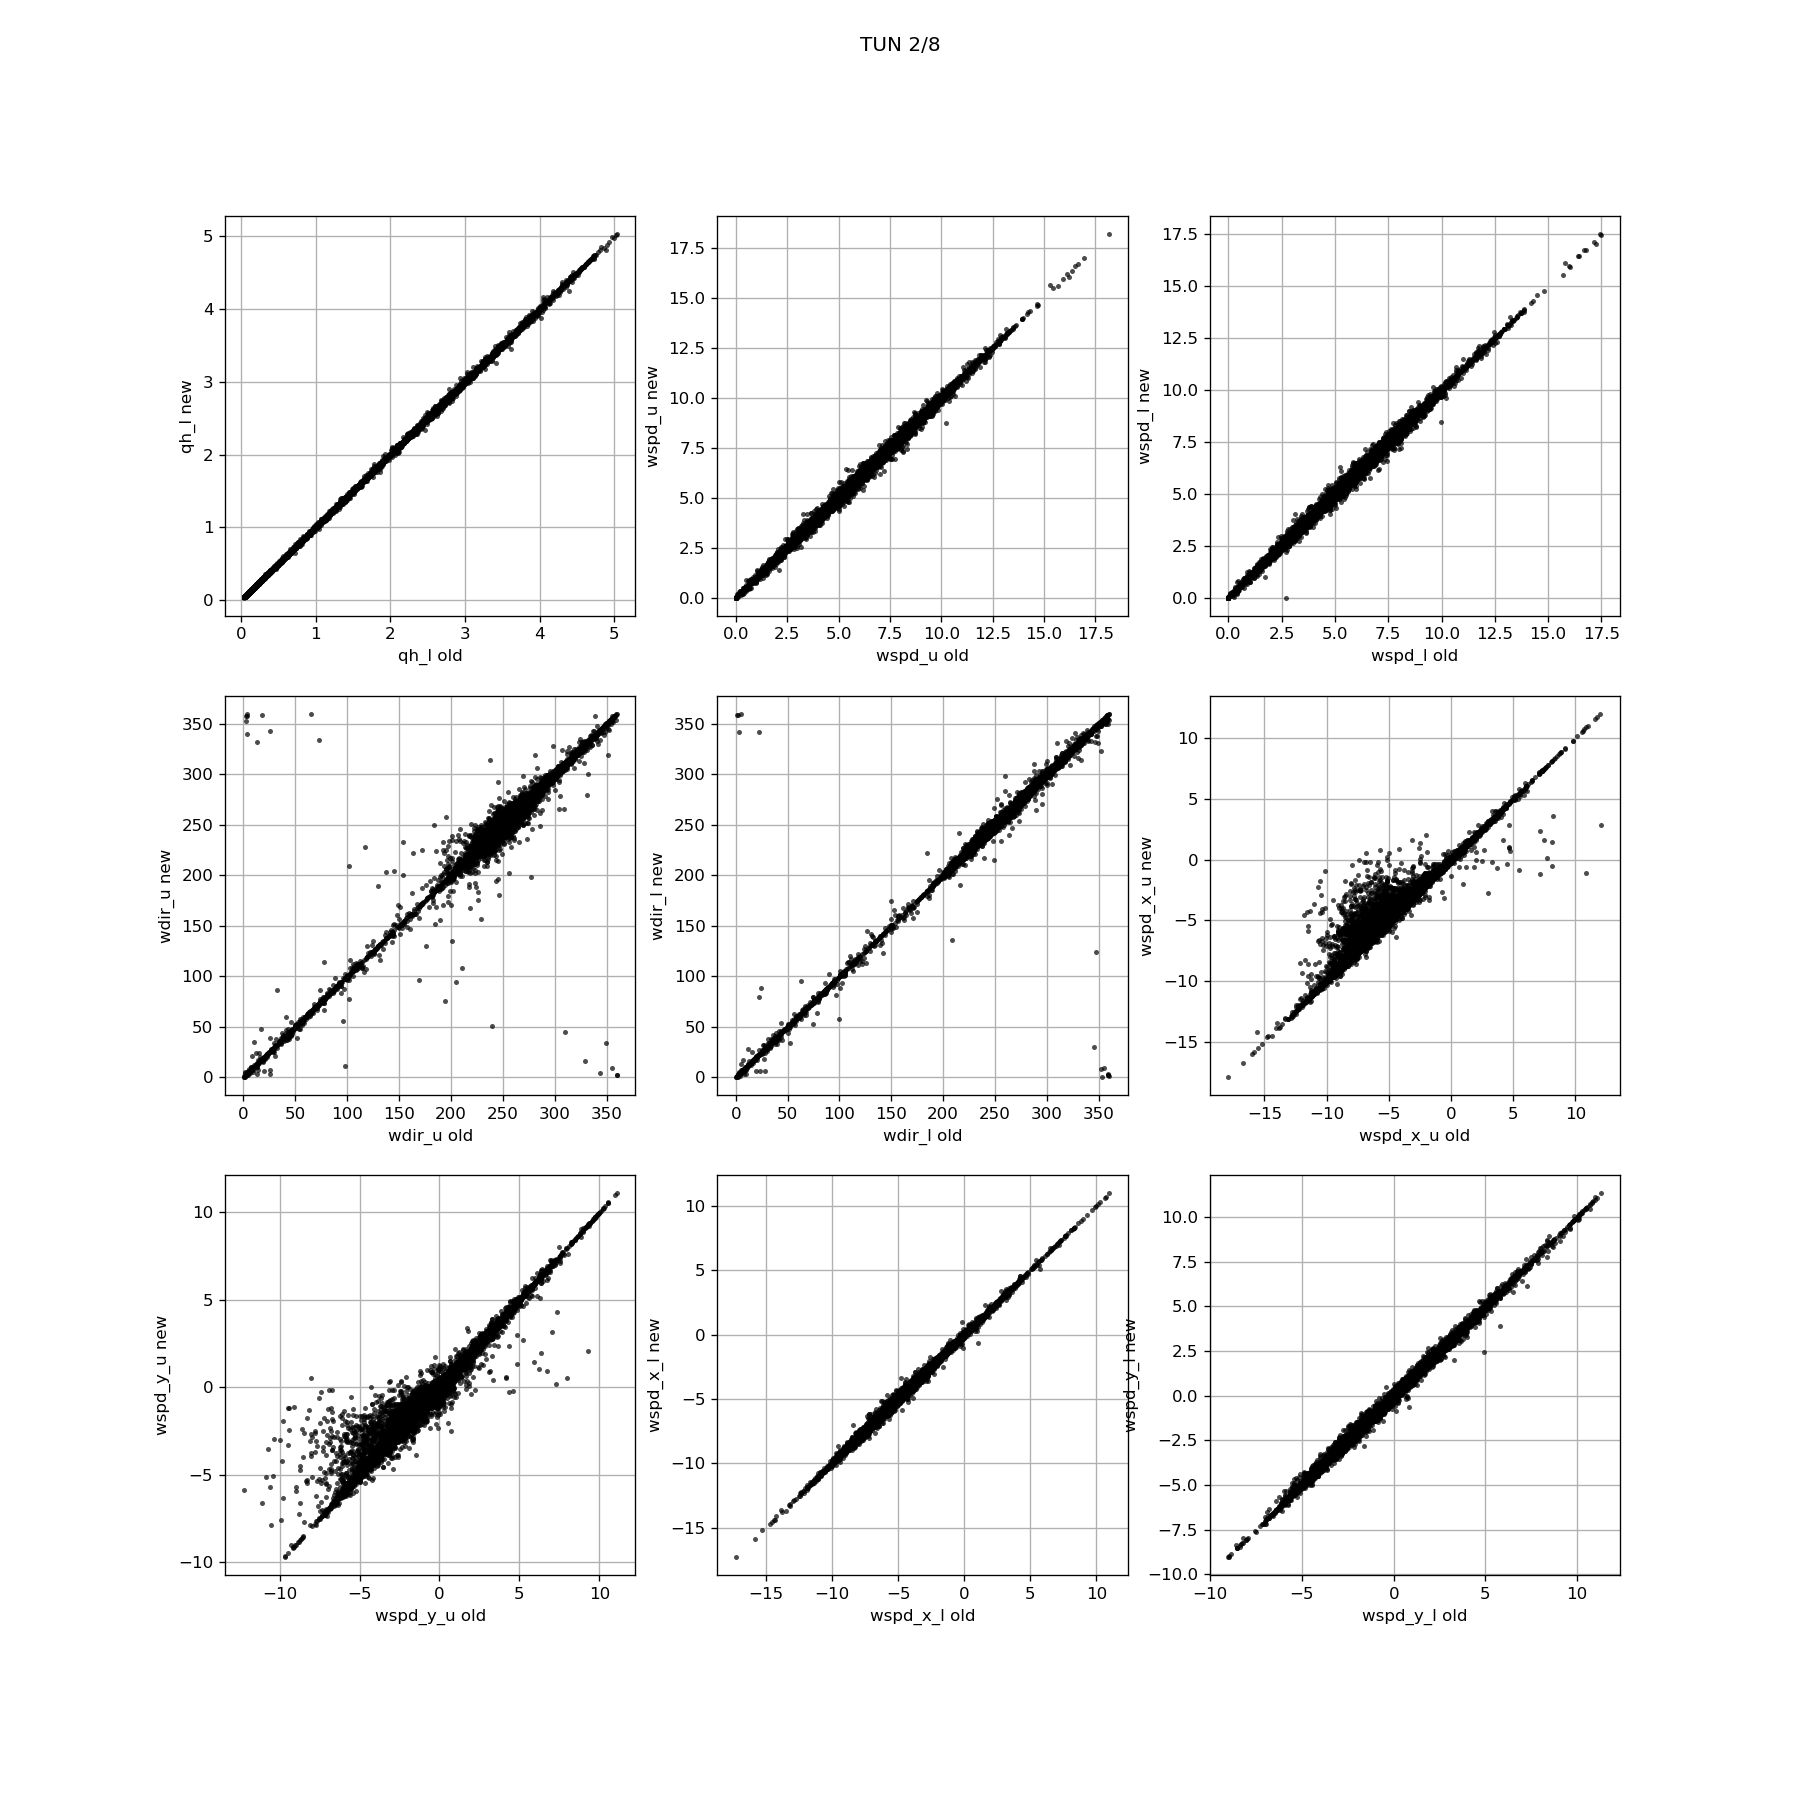 TUN 2/8
5
4
3
2
1
0
qh_l new
0 1 2 3 4 5
qh_l old
17.5
15.0
12.5
10.0
7.5
5.0
2.5
0.0
wspd_u new
0.0 2.5 5.0 7.5 10.0 12.5 15.0 17.5
wspd_u old
17.5
15.0
12.5
10.0
7.5
5.0
2.5
0.0
wspd_l new
0.0 2.5 5.0 7.5 10.0 12.5 15.0 17.5
wspd_l old
350
300
250
200
150
100
50
0
wdir_u new
0 50 100 150 200 250 300 350
wdir_u old
350
300
250
200
150
100
50
0
wdir_l new
0 50 100 150 200 250 300 350
wdir_l old
10
5
0
−5
−10
−15
wspd_x_u new
−15 −10 −5 0 5 10
wspd_x_u old
10
5
0
−5
−10
wspd_y_u new
−10 −5 0 5 10
wspd_y_u old
10
5
0
−5
−10
−15
wspd_x_l new
−15 −10 −5 0 5 10
wspd_x_l old
10.0
7.5
5.0
2.5
0.0
−2.5
−5.0
−7.5
−10.0
wspd_y_l new
−10 −5 0 5 10
wspd_y_l old